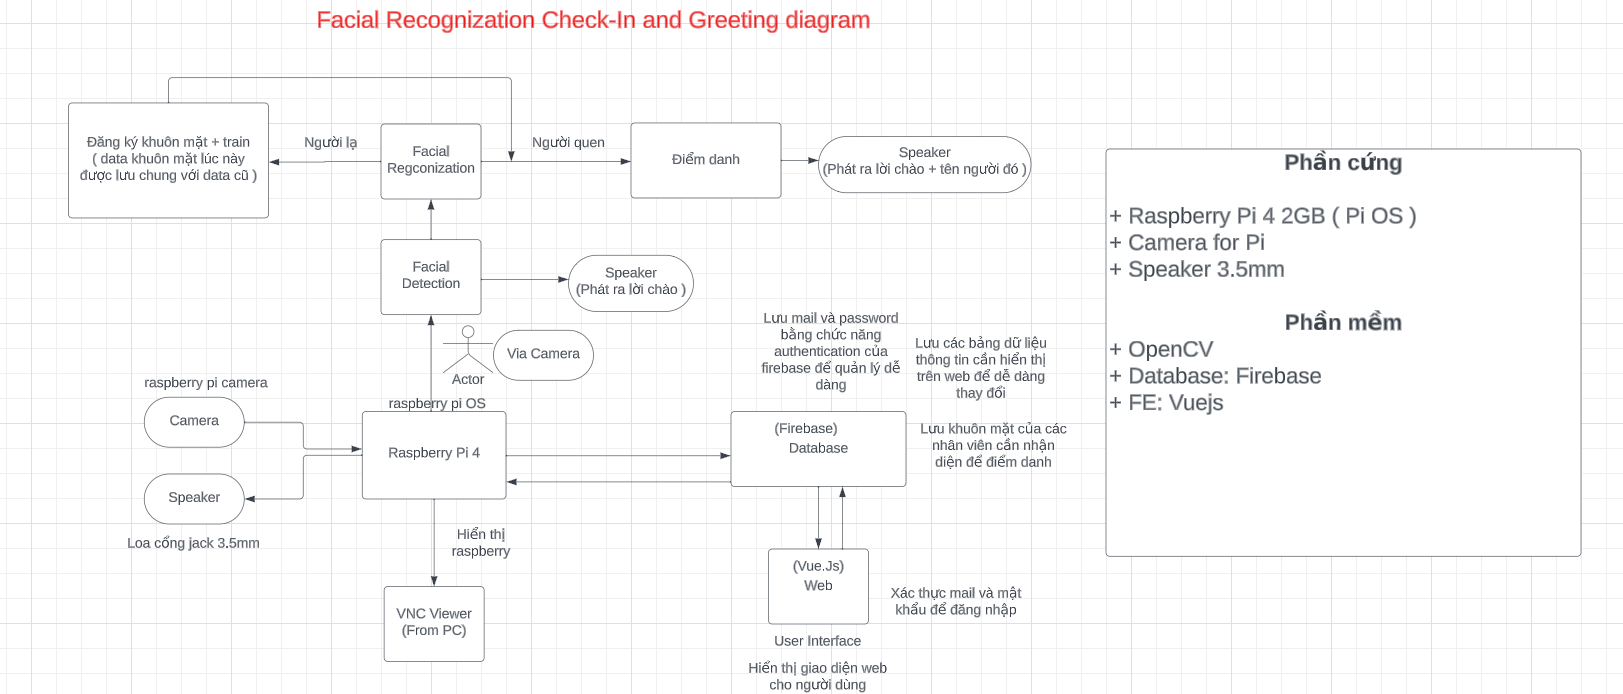 Facial Recognization Check-In and Greeting diagram
Đăng ký khuôn mặt + train
( data khuôn mặt lúc này
được lưu chung với data cũ )
Người lạ
Facial
Regconization
Người quen
Điểm danh
Speaker
(Phát ra lời chào + tên người đó )
Facial
Detection
Speaker
(Phát ra lời chào )
Actor
Via Camera
raspberry pi camera
Camera
Speaker
Loa cổng jack 3.5mm
raspberry pi OS
Raspberry Pi 4
Hiển thị
raspberry
VNC Viewer
(From PC)
Lưu mail và password
bằng chức năng
authentication của
firebase để quản lý dễ
dàng
Lưu các bảng dữ liệu
thông tin cần hiển thị
trên web để dễ dàng
thay đổi
(Firebase)
Database
Lưu khuôn mặt của các
nhân viên cần nhận
diện để điểm danh
(Vue.Js)
Web
Xác thực mail và mật
khẩu để đăng nhập
User Interface
Hiển thị giao diện web
cho người dùng
Phần cứng
+ Raspberry Pi 4 2GB ( Pi OS )
+ Camera for Pi
+ Speaker 3.5mm
Phần mềm
+ OpenCV
+ Database: Firebase
+ FE: Vuejs